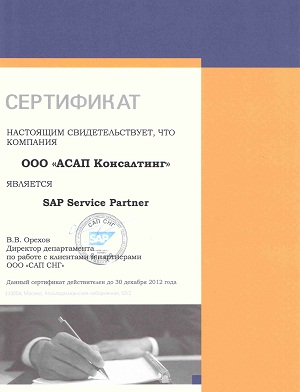 СЕРТИФИКАТ
НАСТОЯЩИМ СВИДЕТЕЛЬСТВУЕТ, ЧТО
КОМПАНИЯ
ООО «АСАП Консалтинг»
ЯВЛЯЕТСЯ
SAP Service Partner
В.В. Орехов
Директор департамента
по работе с клиентами и партнерами
ООО «САП СНГ»
САП СНГ
SAP
Данный сертификат действителен до 30 декабря 2012 года